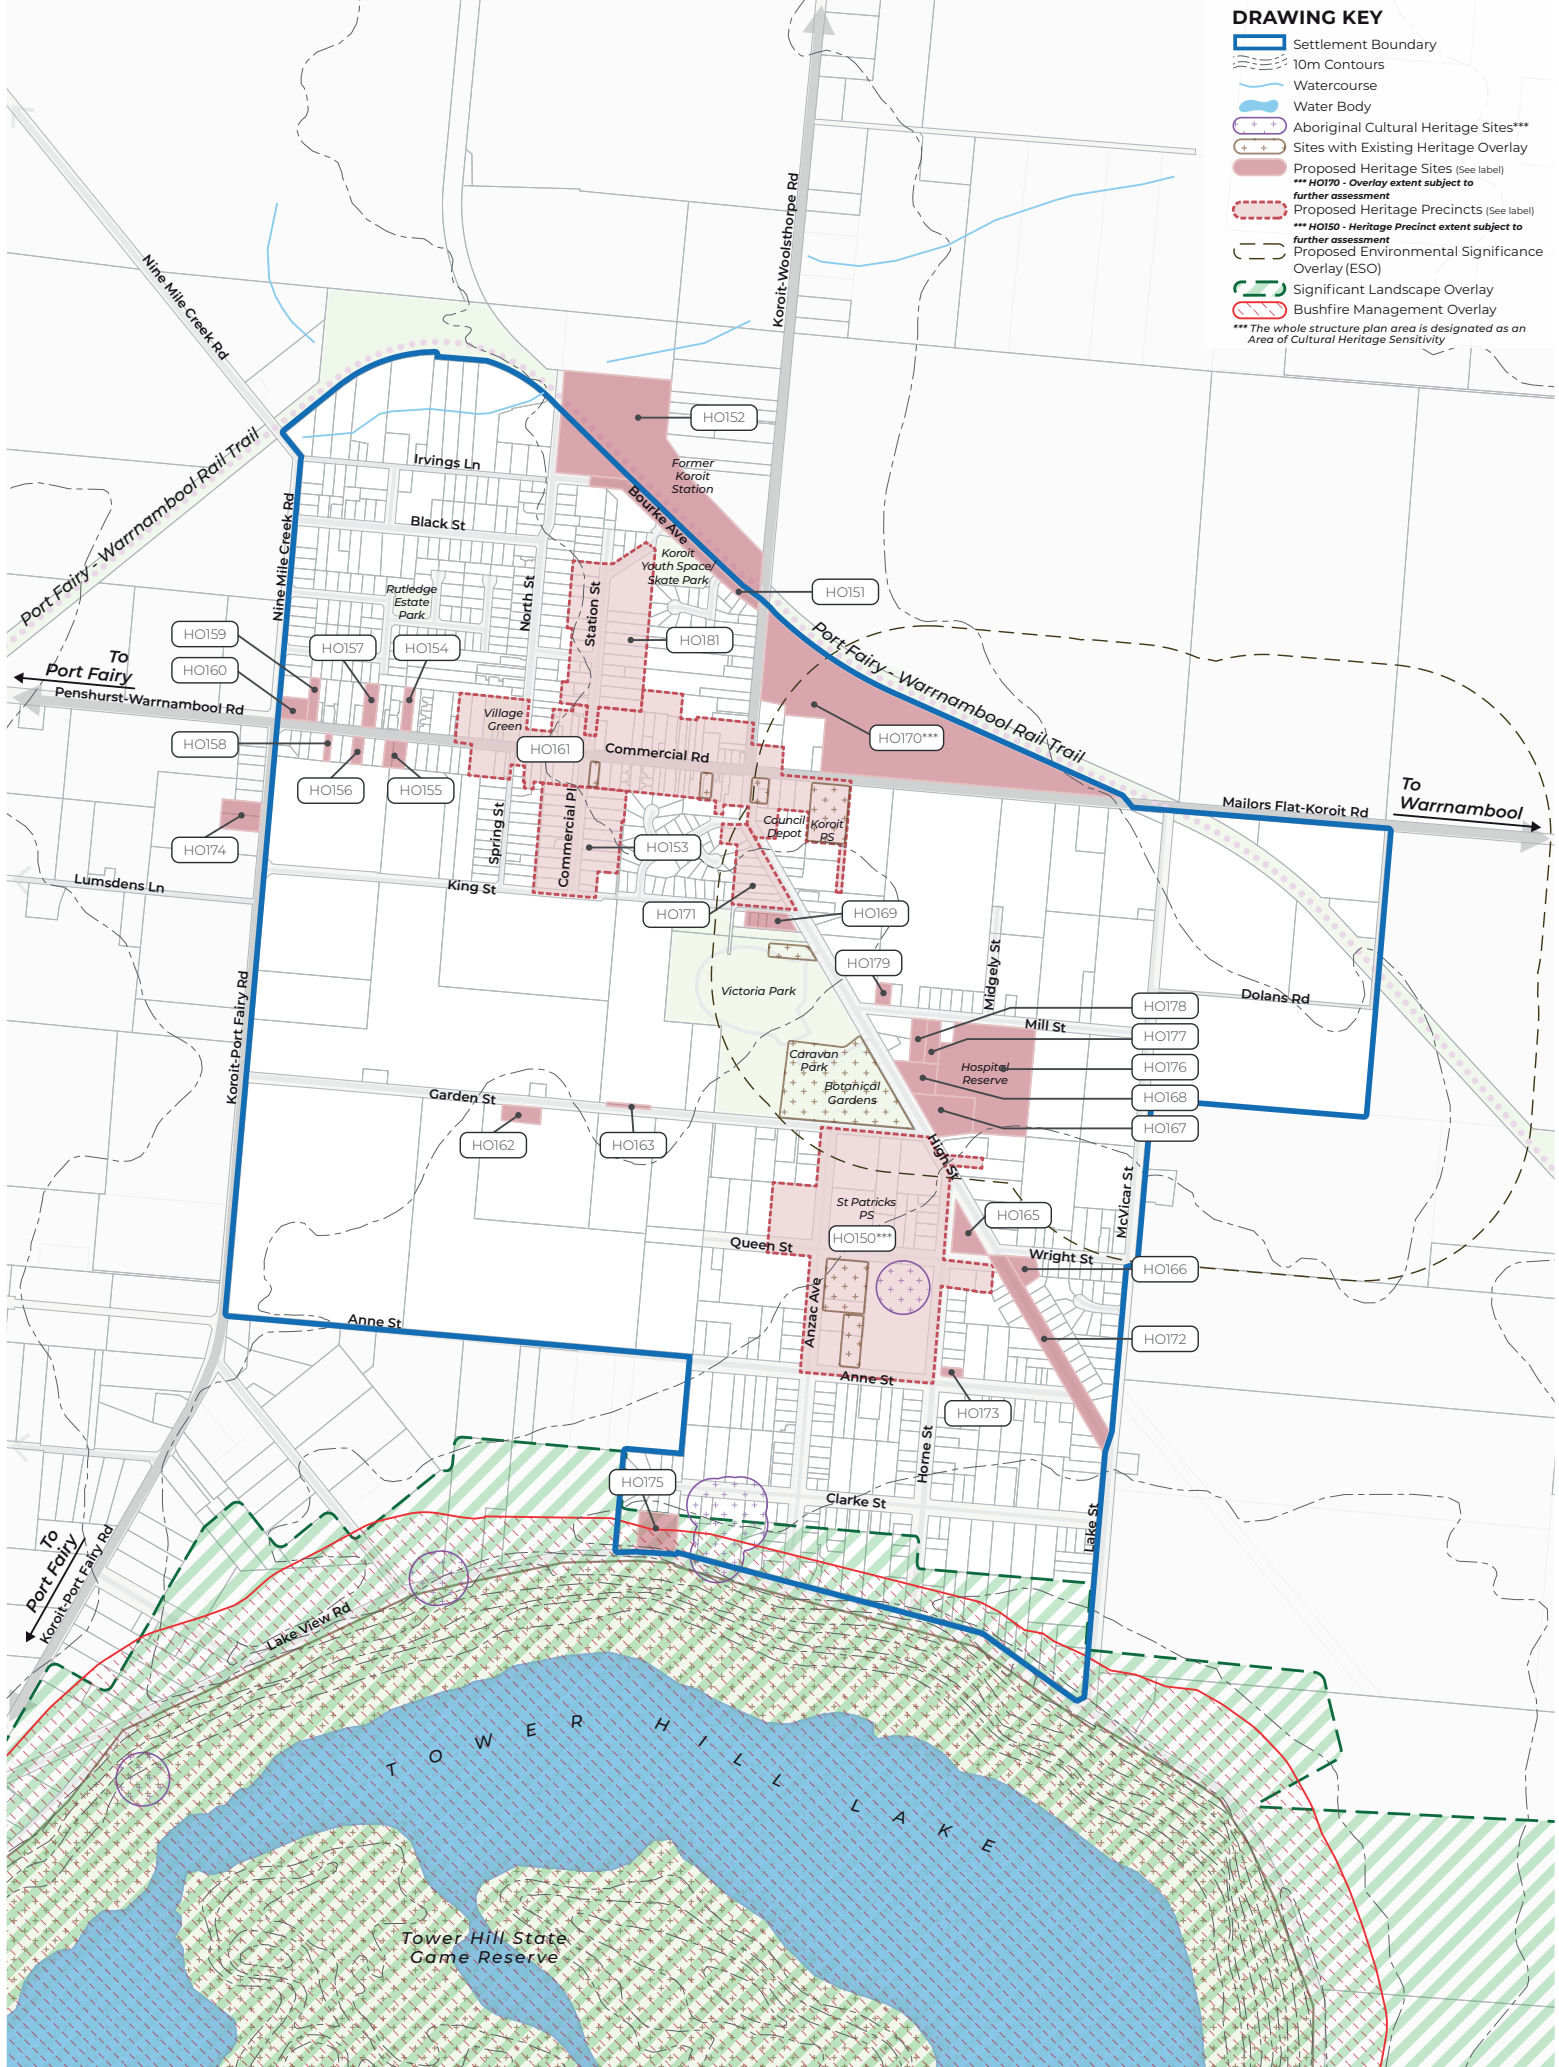 DRAWING KEY
Settlement Boundary
10m Contours
Watercourse
Water Body
Aboriginal Cultural Heritage Sites***
Sites with Existing Heritage Overlay
Proposed Heritage Sites (See label)
*** HO170 - Overlay extent subject to
further assessment
Proposed Heritage Precincts (See label)
*** HO150 - Heritage Precinct extent subject to
further assessment
Proposed Environmental Significance
Overlay (ESO)
Significant Landscape Overlay
Bushfire Management Overlay
*** The whole structure plan area is designated as an
Area of Cultural Heritage Sensitivity
Koroit-Woolsthorpe Rd
Nine Mile Creek Rd
HO152
Former
Koroit
Station
Port Fairy - Warrnambool Rail Trail
Irvings Ln
Bourke Ave
Nine Mile Creek Rd
Black St
Koroit
Youth Space/
Skate Park
Rutledge
Estate
Park
North St
Station St
HO151
HO159
HO157
HO154
HO181
Port Fairy - Warrnambool Rail Trail
To
Port Fairy
HO160
Penshurst-Warrnambool Rd
Village
Green
HO170***
HO158
HO161
Commercial Rd
HO156
HO155
To
Warrnambool
Mailors Flat-Koroit Rd
HO174
Spring St
Commercial Pl
Council
Depot
Koroit
PS
HO153
Lumsdens Ln
King St
HO171
HO169
HO179
Midgely St
Victoria Park
Dolans Rd
HO178
Koroit-Port Fairy Rd
Mill St
HO177
Caravan
Park
Hospital
Reserve
HO176
Botanical
Gardens
Garden St
HO168
HO162
HO163
HO167
High St
McVicar St
St Patricks
PS
HO165
HO150***
Queen St
Wright St
HO166
Anzac Ave
Anne St
HO172
Anne St
HO173
Horne St
HO175
Clarke St
Lake St
To
Port Fairy
Koroit-Port Fairy Rd
Lake View Rd
TOWER HILL LAKE
Tower Hill State
Game Reserve